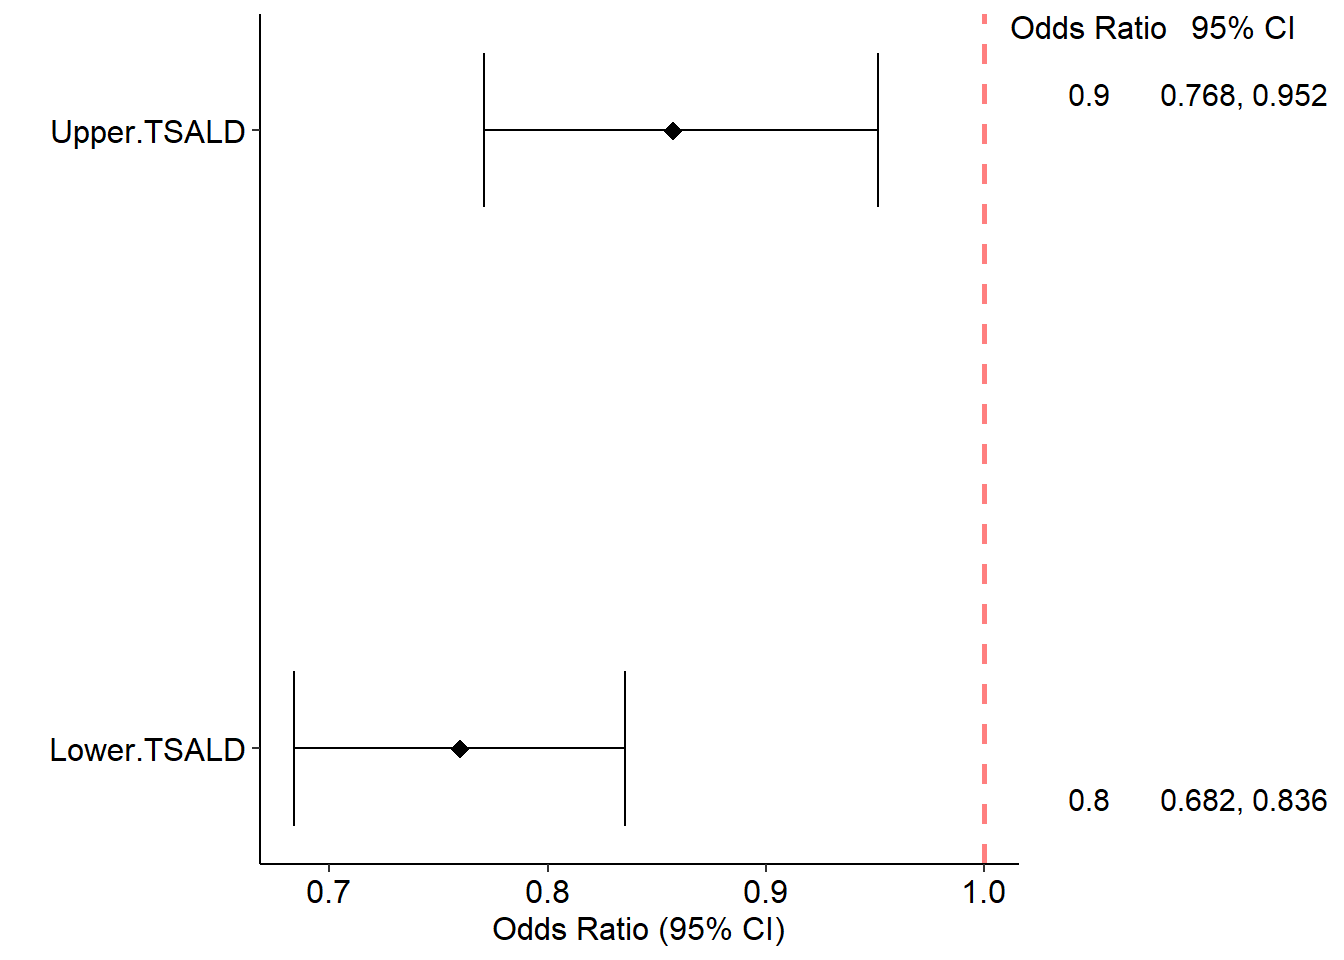 Odds Ratio 95% CI
0.9 0.768, 0.952
Upper.TSALD
Lower.TSALD
0.8 0.682, 0.836
0.7 0.8 0.9 1.0
Odds Ratio (95% CI)